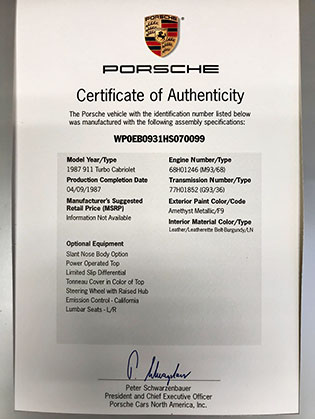 PORSCHE
Certificate of Authenticity
The Porsche vehicle with the identification number listed below
was manufactured with the following assembly specifications:
WP0EB0931HS070099
Model Year/Type
1987 911 Turbo Cabriolet
Production Completion Date
04/09/1987
Manufacturer's Suggested
Retail Price (MSRP)
Information Not Available
Engine Number/Type
68H01246 (M93/68)
Transmission Number/Type
77H01852 (G93/36)
Exterior Paint Color/Code
Amethyst Metallic/F9
Interior Material Color/Type
Leather/Leatherette Belt-Burgundy/LN
Optional Equipment
Slant Nose Body Option
Power Operated Top
Limited Slip Differential
Tonneau Cover in Color of Top
Steering Wheel with Raised Hub
Emission Control - California
Lumbar Seats - L/R
Peter Schwarzenbauer
President and Chief Executive Officer
Porsche Cars North America, Inc.